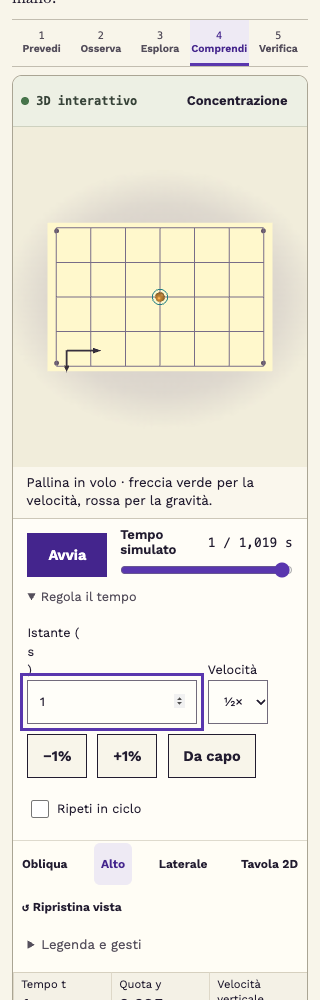 1
Prevedi
2
Osserva
3
Esplora
4
Comprendi
5
Verifica
3D interattivo
Concentrazione
Pallina in volo · freccia verde per la
velocità, rossa per la gravità.
Avvia
Tempo
simulato
1 / 1,019 s
▼ Regola il tempo
Istante (
s
)
Velocità
1
½×
−1%
+1%
Da capo
Ripeti in ciclo
Obliqua
Alto
Laterale
Tavola 2D
↺ Ripristina vista
▶ Legenda e gesti
Tempo t
Quota y
Velocità
verticale